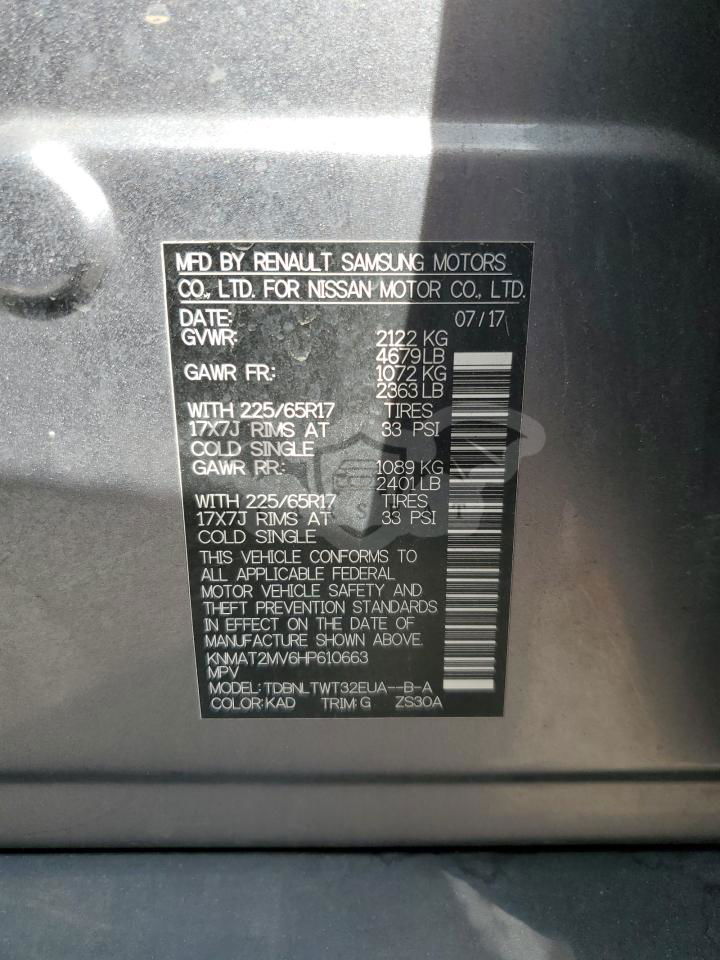 MFD BY RENAULT SAMSUNG MOTORS
CO., LTD. FOR NISSAN MOTOR CO., LTD.
DATE: 07/17
GVWR: 2122 KG
4679LB
GAWR FR.: 1072 KG
2363 LB
WITH 225/65R17 TIRES
17X7J RIMS AT 33 PSI
COLD SINGLE
GAWR RR.: 1089 KG
2401 LB
WITH 225/65R17 TIRES
17X7J RIMS AT 33 PSI
COLD SINGLE
THIS VEHICLE CONFORMS TO
ALL APPLICABLE FEDERAL
MOTOR VEHICLE SAFETY AND
THEFT PREVENTION STANDARDS
IN EFFECT ON THE DATE OF
MANUFACTURE SHOWN ABOVE.
KNMAT2MV6HP610663
MPV
MODEL: TDBNLTWT32EUA--B-A
COLOR: KAD TRIM: G ZS30A